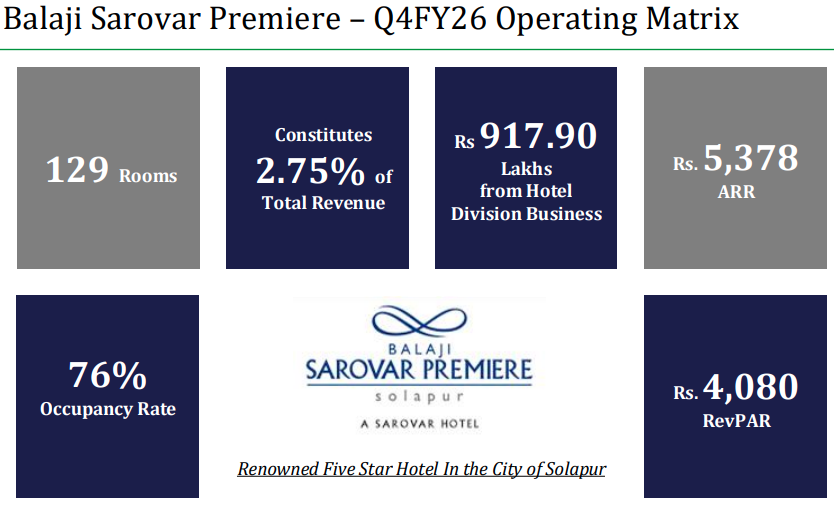 Balaji Sarovar Premiere – Q4FY26 Operating Matrix
129 Rooms
Constitutes
2.75% of
Total Revenue
Rs 917.90
Lakhs
from Hotel
Division Business
Rs. 5,378
ARR
76%
Occupancy Rate
BALAJI
SAROVAR PREMIERE
solapur
A SAROVAR HOTEL
Renowned Five Star Hotel In the City of Solapur
Rs. 4,080
RevPAR